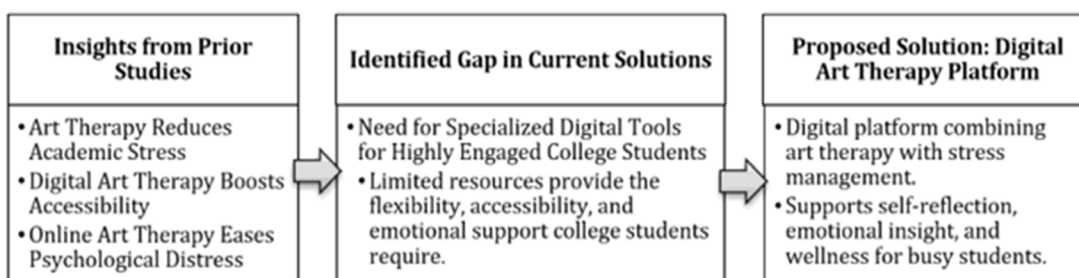 Insights from Prior
Studies
• Art Therapy Reduces
Academic Stress
• Digital Art Therapy Boosts
Accessibility
• Online Art Therapy Eases
Psychological Distress
Identified Gap in Current Solutions
• Need for Specialized Digital Tools
for Highly Engaged College Students
• Limited resources provide the
flexibility, accessibility, and
emotional support college students
require.
Proposed Solution: Digital
Art Therapy Platform
• Digital platform combining
art therapy with stress
management.
• Supports self-reflection,
emotional insight, and
wellness for busy students.